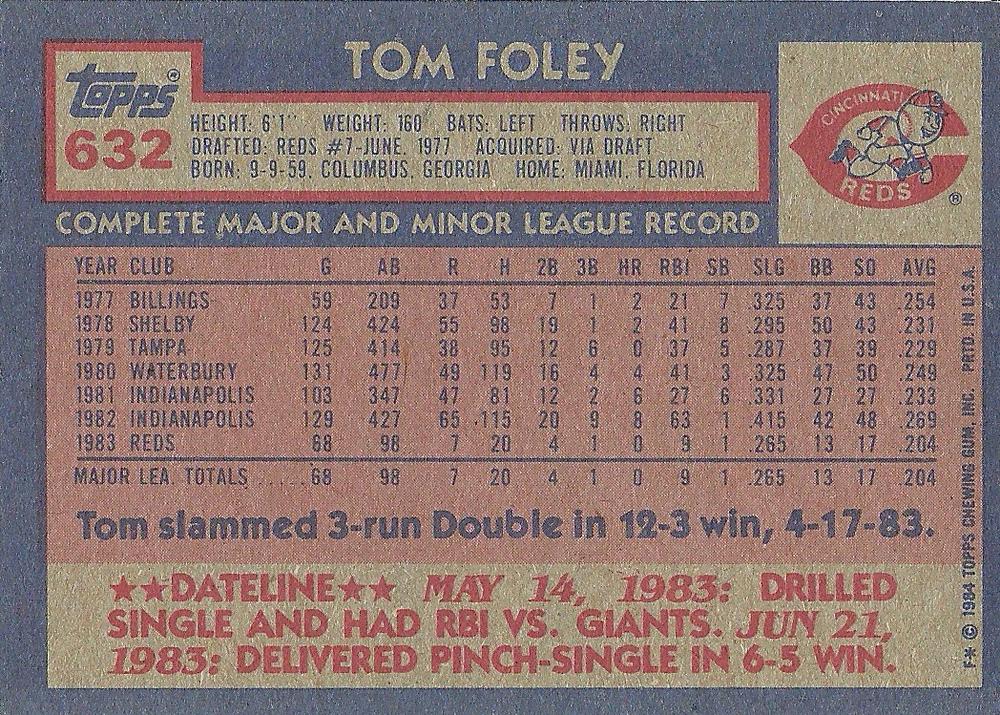 TOM FOLEY
Topps®
632
HEIGHT: 6'1" WEIGHT: 160 BATS: LEFT THROWS: RIGHT
DRAFTED: REDS #7-JUNE, 1977 ACQUIRED: VIA DRAFT
BORN: 9-9-59, COLUMBUS, GEORGIA HOME: MIAMI, FLORIDA
CINCINNATI
REDS ®
COMPLETE MAJOR AND MINOR LEAGUE RECORD
YEAR CLUB G AB R H 2B 3B HR RBI SB SLG BB SO AVG
1977 BILLINGS 59 209 37 53 7 1 2 21 7 .325 37 43 .254
1978 SHELBY 124 424 55 98 19 1 2 41 8 .295 50 43 .231
1979 TAMPA 125 414 38 95 12 6 0 37 5 .287 37 39 .229
1980 WATERBURY 131 477 49 119 16 4 4 41 3 .325 47 50 .249
1981 INDIANAPOLIS 103 347 47 81 12 2 6 27 6 .331 27 27 .233
1982 INDIANAPOLIS 129 427 65 115 20 9 8 63 1 .415 42 48 .269
1983 REDS 68 98 7 20 4 1 0 9 1 .265 13 17 .204
MAJOR LEA. TOTALS .....68 98 7 20 4 1 0 9 1 .265 13 17 .204
Tom slammed 3-run Double in 12-3 win, 4-17-83.
★★DATELINE★★ MAY 14, 1983: DRILLED
SINGLE AND HAD RBI VS. GIANTS. JUN 21,
1983: DELIVERED PINCH-SINGLE IN 6-5 WIN.
F* © 1984 TOPPS CHEWING GUM, INC. PRTD. IN U.S.A.